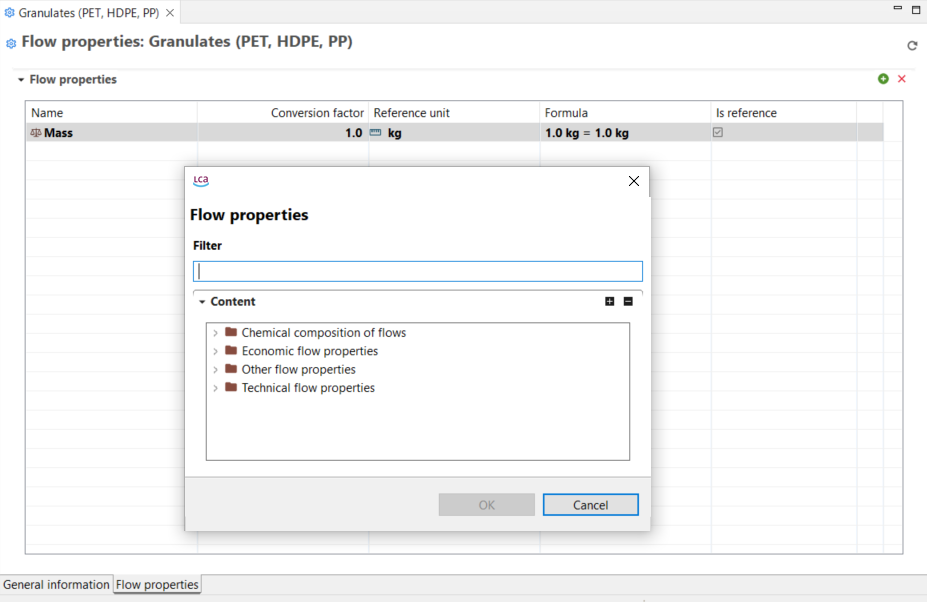 Granulates (PET, HDPE, PP)
Flow properties: Granulates (PET, HDPE, PP)
Flow properties
Name Conversion factor Reference unit Formula Is reference
Mass 1.0 kg 1.0 kg = 1.0 kg
LCA
Flow properties
Filter
Content
Chemical composition of flows
Economic flow properties
Other flow properties
Technical flow properties
OK Cancel
General information Flow properties